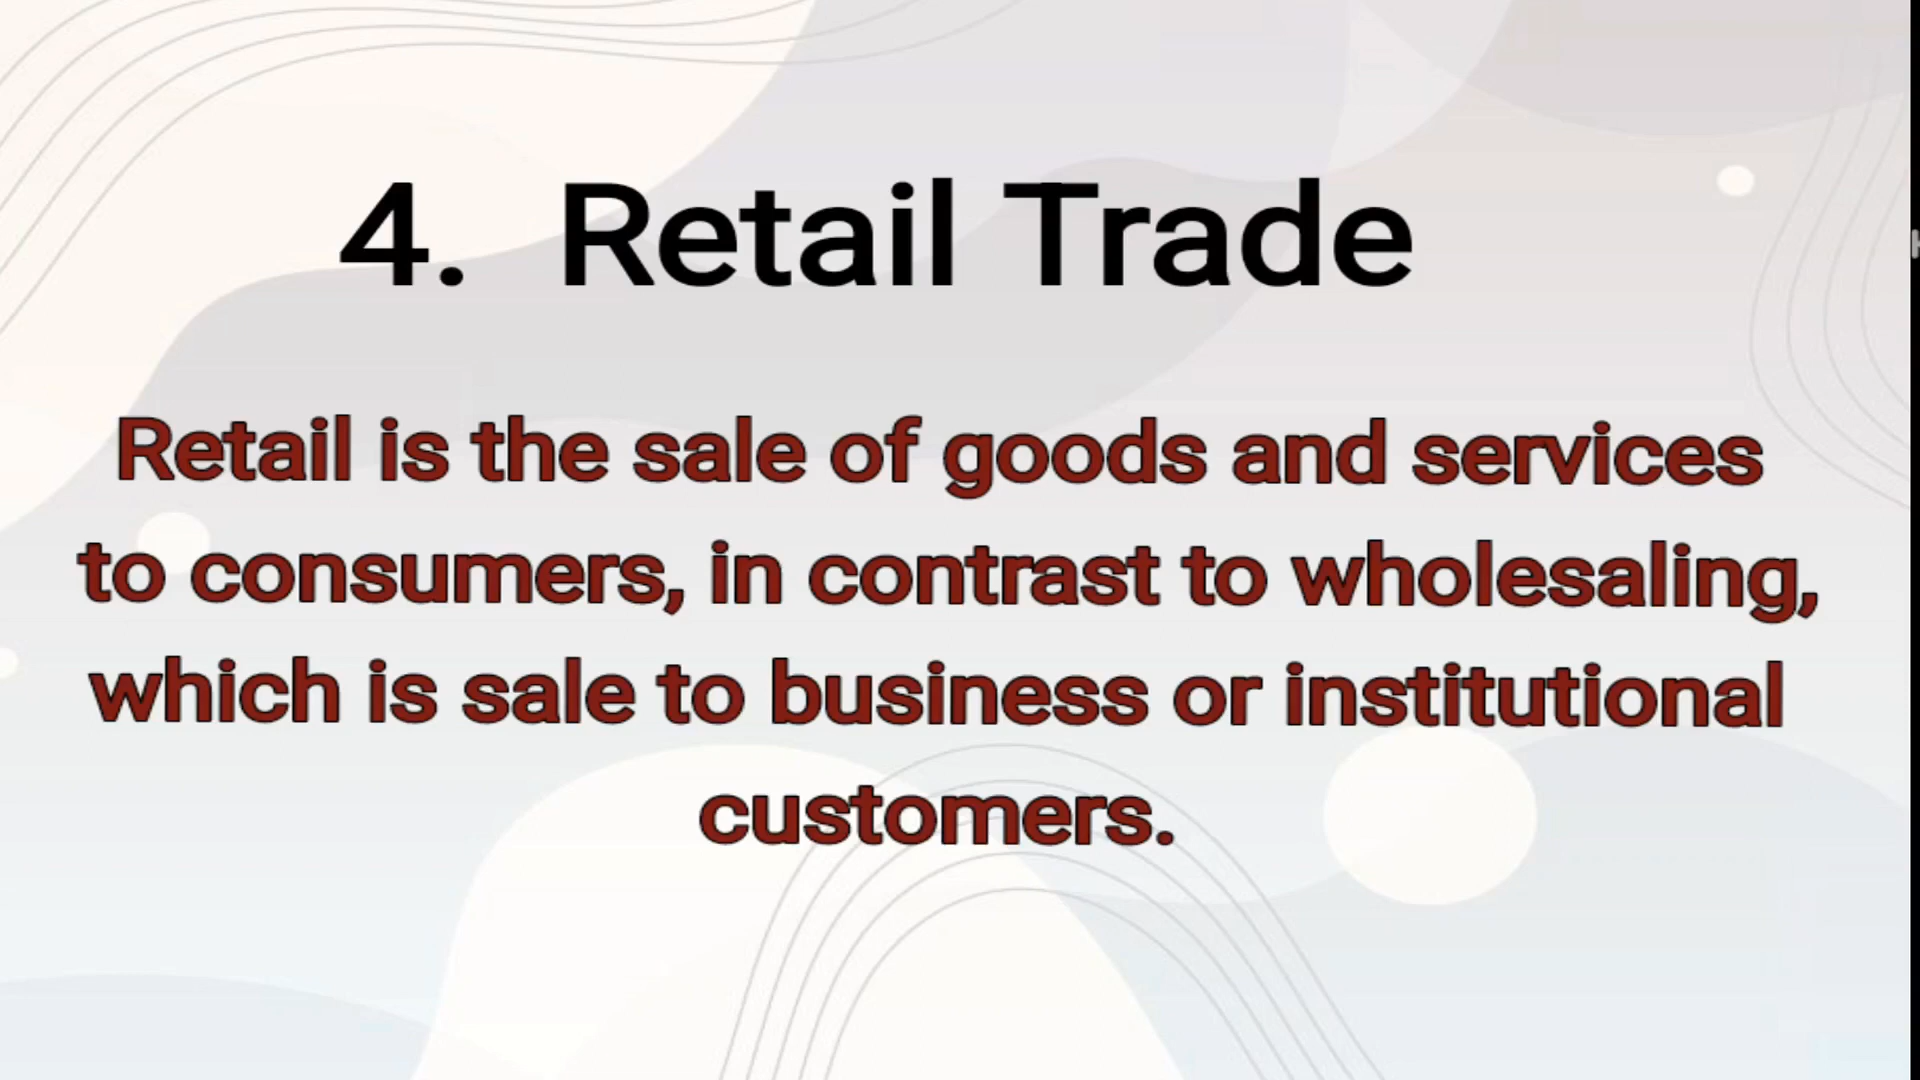 4. Retail Trade
Retail is the sale of goods and services
to consumers, in contrast to wholesaling,
which is sale to business or institutional
customers.